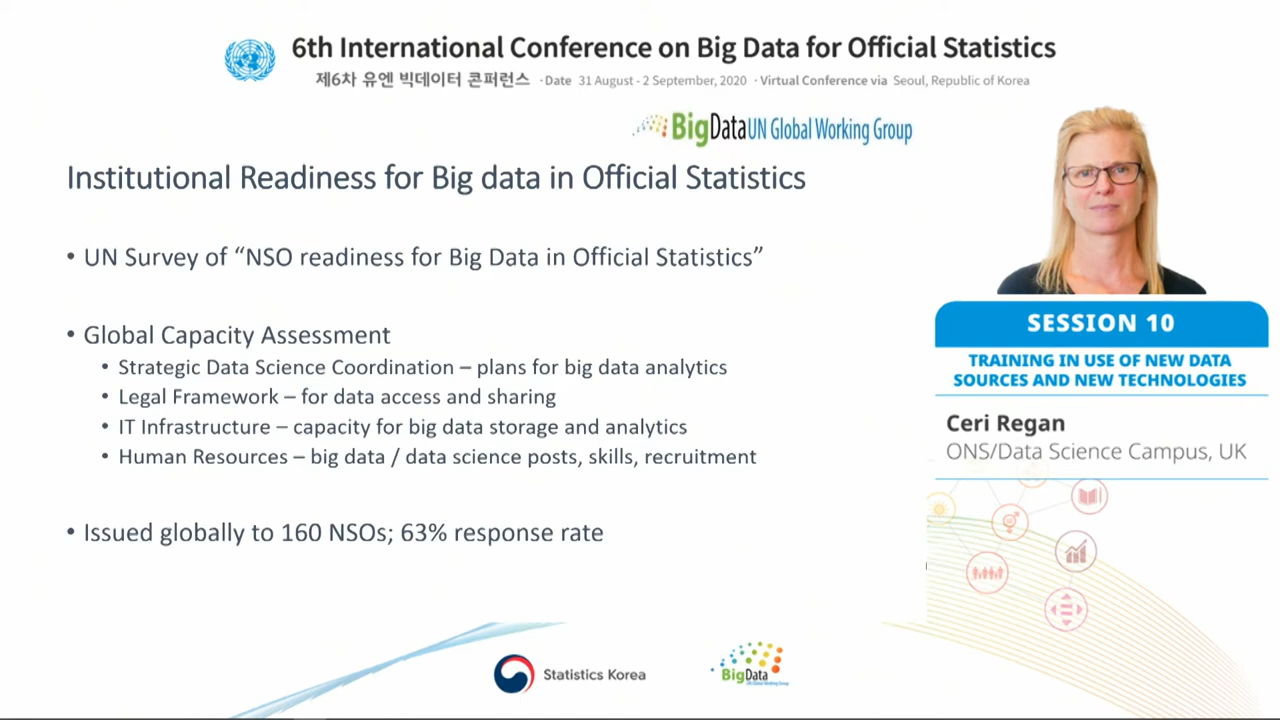 6th International Conference on Big Data for Official Statistics
제6차 유엔 빅데이터 콘퍼런스 · Date 31 August - 2 September, 2020 · Virtual Conference via Seoul, Republic of Korea
BigData UN Global Working Group
Institutional Readiness for Big data in Official Statistics
• UN Survey of “NSO readiness for Big Data in Official Statistics”
• Global Capacity Assessment
• Strategic Data Science Coordination – plans for big data analytics
• Legal Framework – for data access and sharing
• IT Infrastructure – capacity for big data storage and analytics
• Human Resources – big data / data science posts, skills, recruitment
• Issued globally to 160 NSOs; 63% response rate
SESSION 10
TRAINING IN USE OF NEW DATA
SOURCES AND NEW TECHNOLOGIES
Ceri Regan
ONS/Data Science Campus, UK
Statistics Korea
BigData
UN Global Working Group